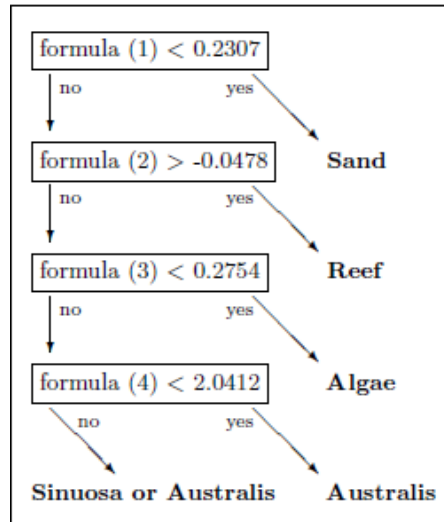 formula (1) < 0.2307
no yes
Sand
formula (2) > -0.0478
no yes
Reef
formula (3) < 0.2754
no yes
Algae
formula (4) < 2.0412
no yes
Sinuosa or Australis Australis